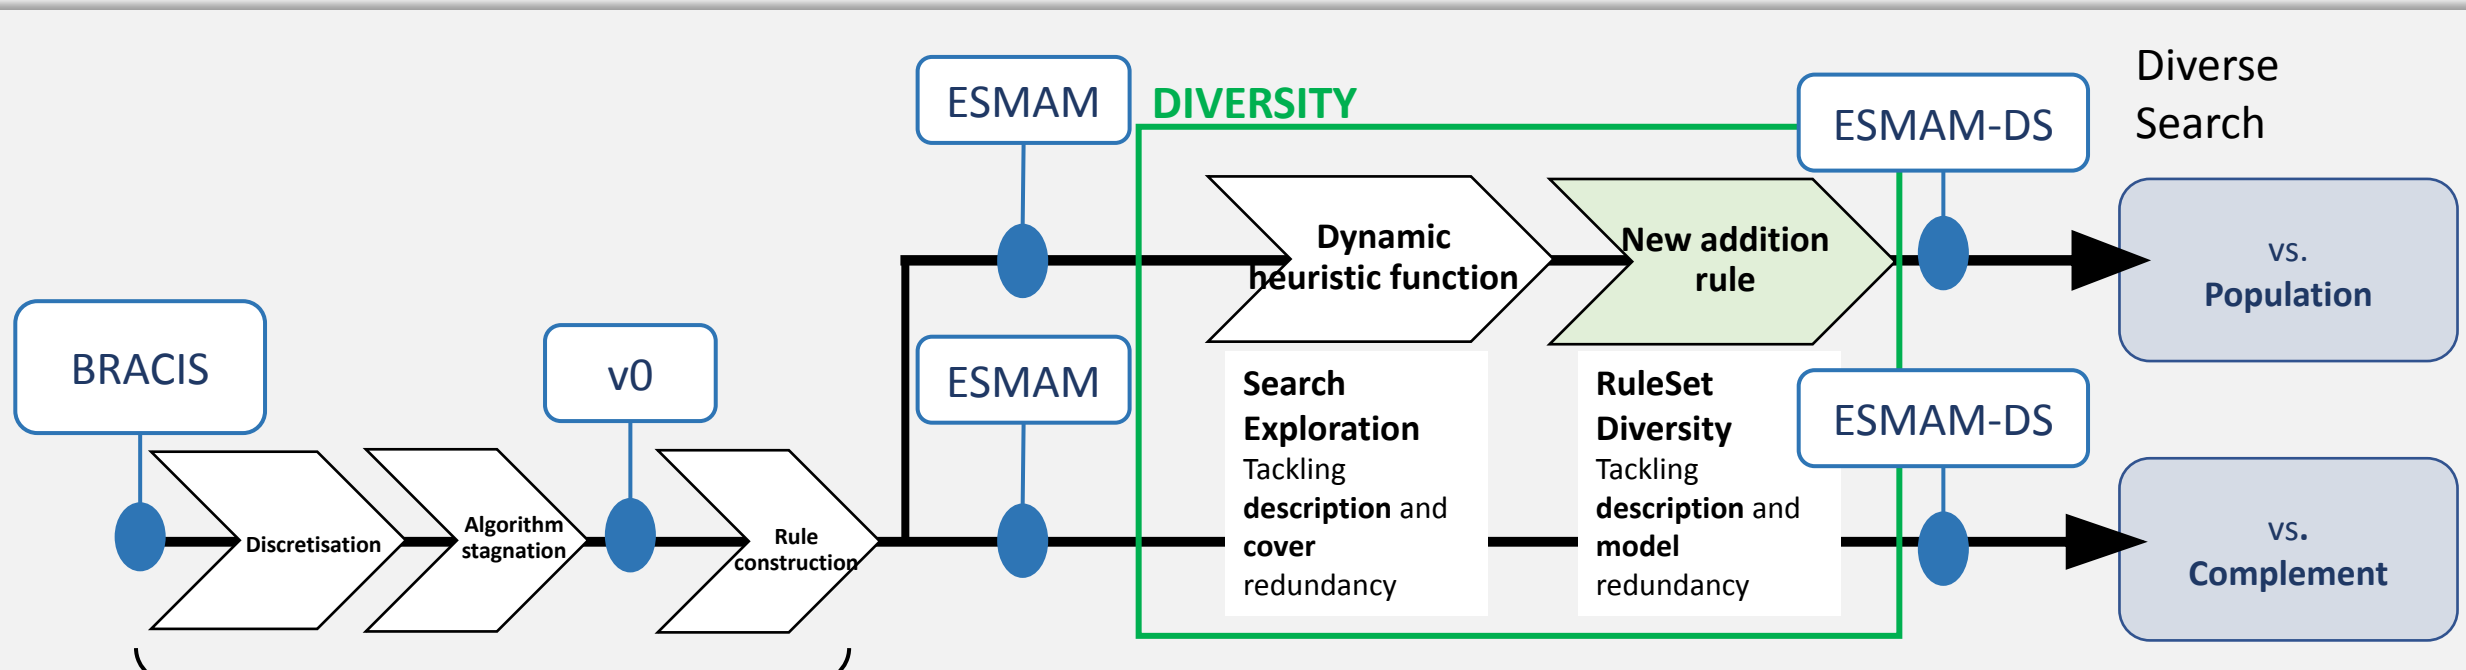 BRACIS
Discretisation
Algorithm
stagnation
v0
Rule
construction
ESMAM
ESMAM
DIVERSITY
Dynamic
heuristic function
New addition
rule
Search
Exploration
Tackling
description and
cover
redundancy
RuleSet
Diversity
Tackling
description and
model
redundancy
ESMAM-DS
ESMAM-DS
Diverse
Search
vs.
Population
vs.
Complement